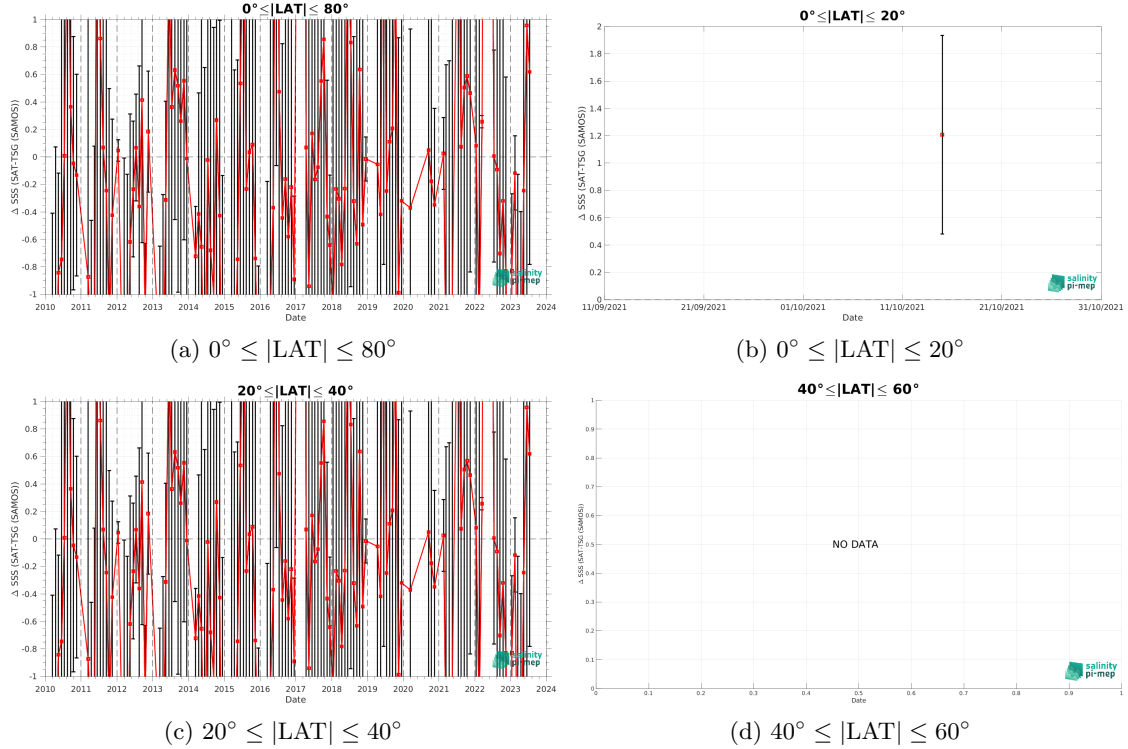 0°≤|LAT|≤ 80°
Δ SSS (SAT-TSG (SAMOS))
1
0.8
0.6
0.4
0.2
0
-0.2
-0.4
-0.6
-0.8
-1
2010 2011 2012 2013 2014 2015 2016 2017 2018 2019 2020 2021 2022 2023 2024
Date
salinity
pi-mep
(a) 0° ≤ |LAT| ≤ 80°
0°≤|LAT|≤ 20°
Δ SSS (SAT-TSG (SAMOS))
2
1.8
1.6
1.4
1.2
1
0.8
0.6
0.4
0.2
0
11/09/2021 21/09/2021 01/10/2021 11/10/2021 21/10/2021 31/10/2021
Date
salinity
pi-mep
(b) 0° ≤ |LAT| ≤ 20°
20°≤|LAT|≤ 40°
Δ SSS (SAT-TSG (SAMOS))
1
0.8
0.6
0.4
0.2
0
-0.2
-0.4
-0.6
-0.8
-1
2010 2011 2012 2013 2014 2015 2016 2017 2018 2019 2020 2021 2022 2023 2024
Date
salinity
pi-mep
(c) 20° ≤ |LAT| ≤ 40°
40°≤|LAT|≤ 60°
Δ SSS (SAT-TSG (SAMOS))
1
0.9
0.8
0.7
0.6
0.5
0.4
0.3
0.2
0.1
0
NO DATA
0 0.1 0.2 0.3 0.4 0.5 0.6 0.7 0.8 0.9 1
Date
salinity
pi-mep
(d) 40° ≤ |LAT| ≤ 60°